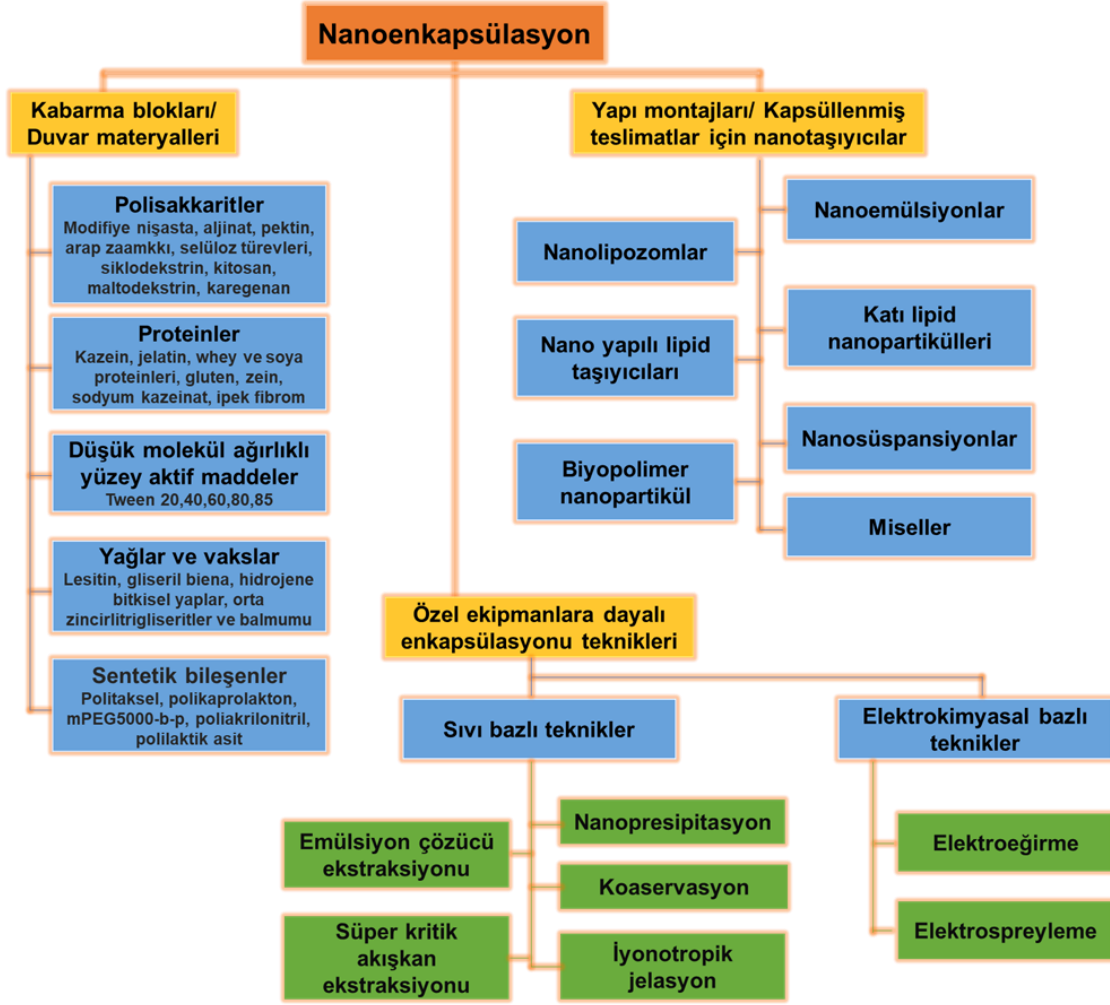 Nanoenkapsülasyon
Kabarma blokları/
Duvar materyalleri
Polisakkaritler
Modifiye nişasta, aljinat, pektin,
arap zaamkkı, selüloz türevleri,
siklodekstrin, kitosan,
maltodekstrin, karegenan
Proteinler
Kazein, jelatin, whey ve soya
proteinleri, gluten, zein,
sodyum kazeinat, ipek fibrom
Düşük molekül ağırlıklı
yüzey aktif maddeler
Tween 20,40,60,80,85
Yağlar ve vakslar
Lesitin, gliseril biena, hidrojene
bitkisel yaplar, orta
zincirlitrigliseritler ve balmumu
Sentetik bileşenler
Politaksel, polikaprolakton,
mPEG5000-b-p, poliakrilonitril,
polilaktik asit
Yapı montajları/ Kapsüllenmiş
teslimatlar için nanotaşıyıcılar
Nanoemülsiyonlar
Nanolipozomlar
Katı lipid
nanopartikülleri
Nano yapılı lipid
taşıyıcıları
Nanosüspansiyonlar
Biyopolimer
nanopartikül
Miseller
Özel ekipmanlara dayalı
enkapsülasyonu teknikleri
Sıvı bazlı teknikler
Nanopresipitasyon
Emülsiyon çözücü
ekstraksiyonu
Koaservasyon
Süper kritik
akışkan
ekstraksiyonu
İyonotropik
jelasyon
Elektrokimyasal bazlı
teknikler
Elektroeğirme
Elektrospreyleme